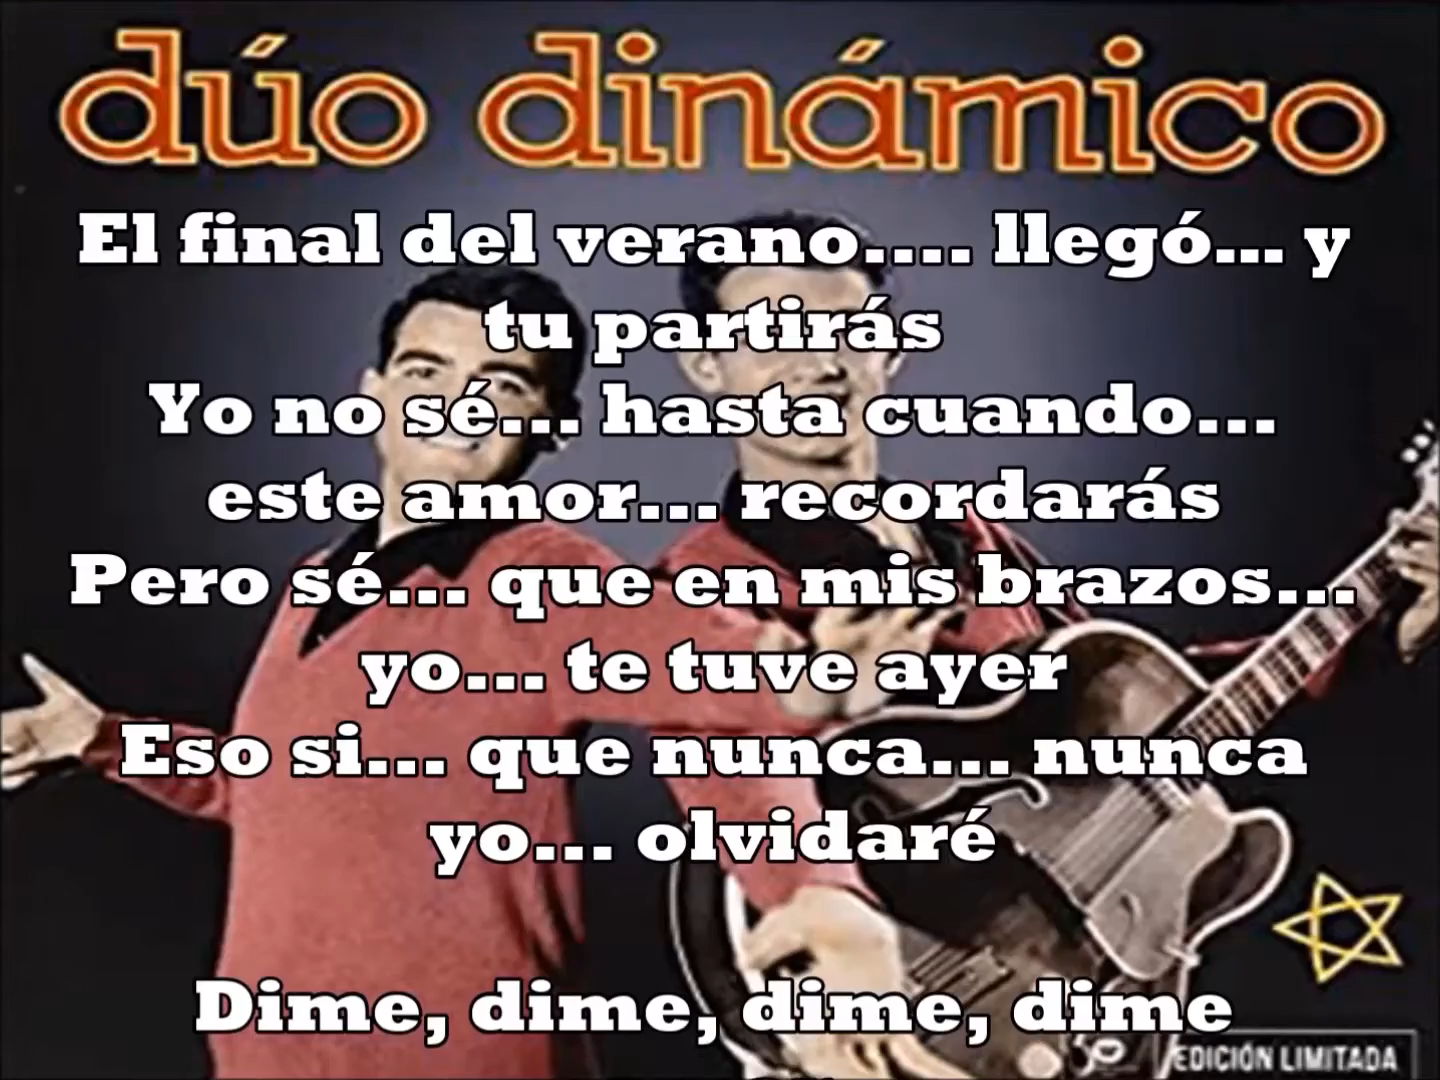 dúo dinámico
El final del verano.... llegó... y
tu partirás
Yo no sé... hasta cuando...
este amor... recordarás
Pero sé... que en mis brazos...
yo... te tuve ayer
Eso si... que nunca... nunca
yo... olvidaré
Dime, dime, dime, dime
EDICIÓN LIMITADA